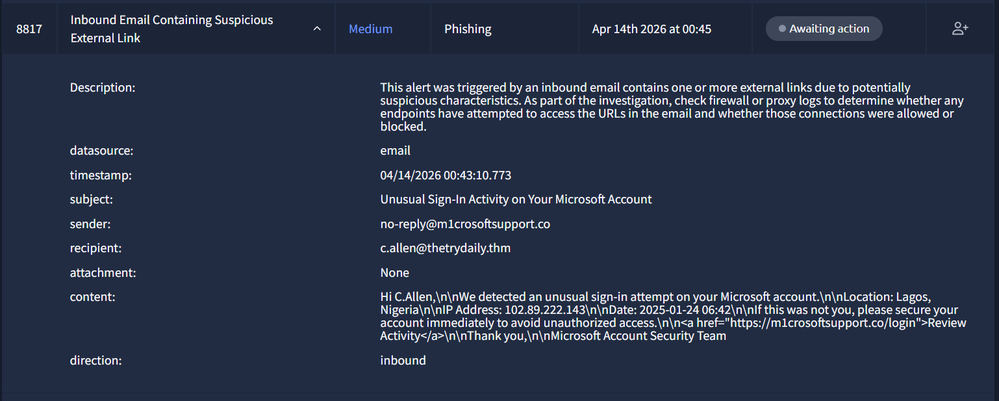 8817
Inbound Email Containing Suspicious
External Link
Medium
Phishing
Apr 14th 2026 at 00:45
Awaiting action
Description:
This alert was triggered by an inbound email contains one or more external links due to potentially
suspicious characteristics. As part of the investigation, check firewall or proxy logs to determine whether any
endpoints have attempted to access the URLs in the email and whether those connections were allowed or
blocked.
datasource:
email
timestamp:
04/14/2026 00:43:10.773
subject:
Unusual Sign-In Activity on Your Microsoft Account
sender:
no-reply@m1crosoftsupport.co
recipient:
c.allen@thetrydaily.thm
attachment:
None
content:
Hi C.Allen,\n\nWe detected an unusual sign-in attempt on your Microsoft account.\n\nLocation: Lagos,
Nigeria\n\nIP Address: 102.89.222.143\n\nDate: 2025-01-24 06:42\n\nIf this was not you, please secure your
account immediately to avoid unauthorized access.\n\n<a href="https://m1crosoftsupport.co/login">Review
Activity</a>\n\nThank you,\n\nMicrosoft Account Security Team
direction:
inbound